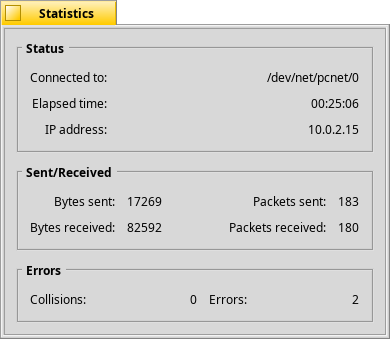 Statistics
Status
Connected to: /dev/net/pcnet/0
Elapsed time: 00:25:06
IP address: 10.0.2.15
Sent/Received
Bytes sent: 17269 Packets sent: 183
Bytes received: 82592 Packets received: 180
Errors
Collisions: 0 Errors: 2